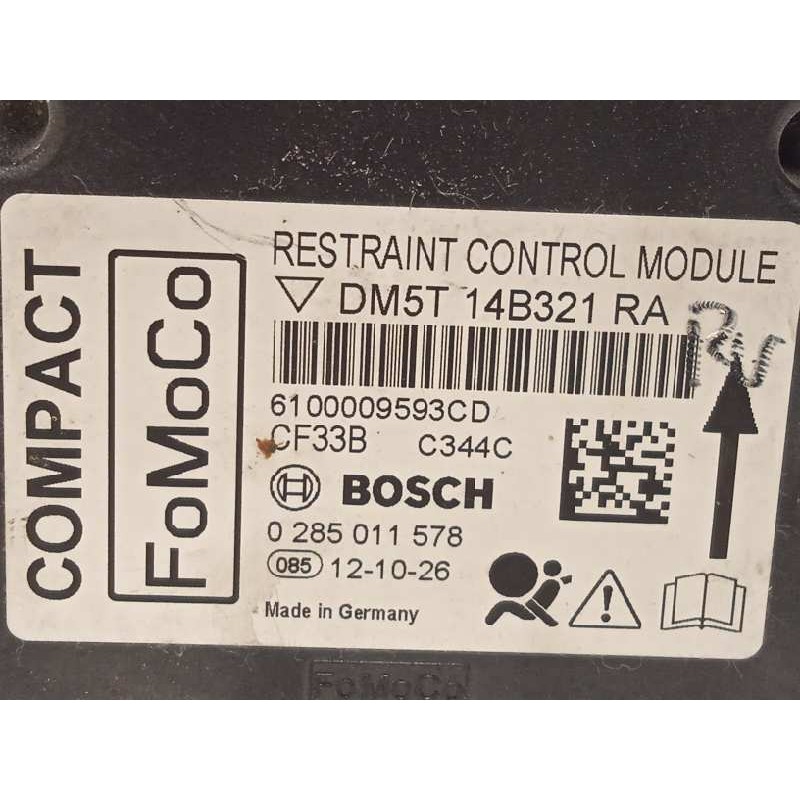 COMPACT
FoMoCo
RESTRAINT CONTROL MODULE
DM5T 14B321 RA
6100009593CD
CF33B C344C
BOSCH
0 285 011 578
085 12-10-26
Made in Germany
FoMoCo